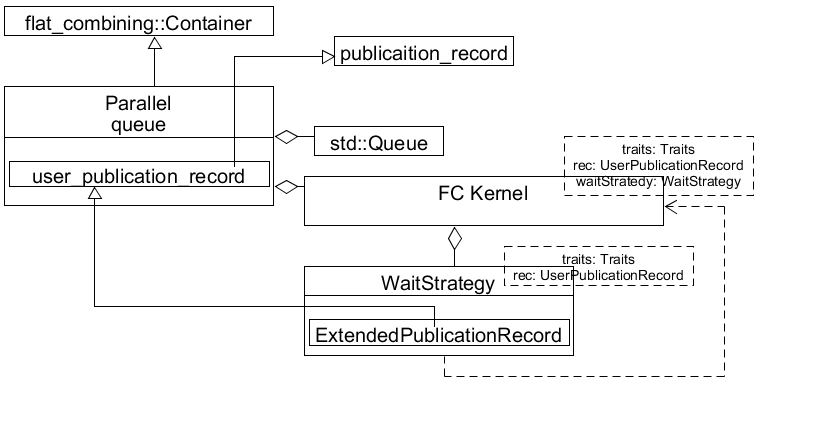 flat_combining::Container
publicaition_record
Parallel
queue
std::Queue
traits: Traits
rec: UserPublicationRecord
waitStratedy: WaitStrategy
user_publication_record
FC Kernel
traits: Traits
rec: UserPublicationRecord
WaitStrategy
ExtendedPublicationRecord